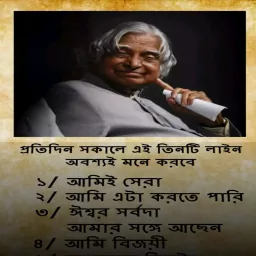 প্রতিদিন সকালে এই তিনটি লাইন
অবশ্যই মনে করবে
১/ আমিই সেরা
২/ আমি এটা করতে পারি
৩/ ঈশ্বর সর্বদা
আমার সঙ্গে আছেন
৪/ আমি বিজয়ী